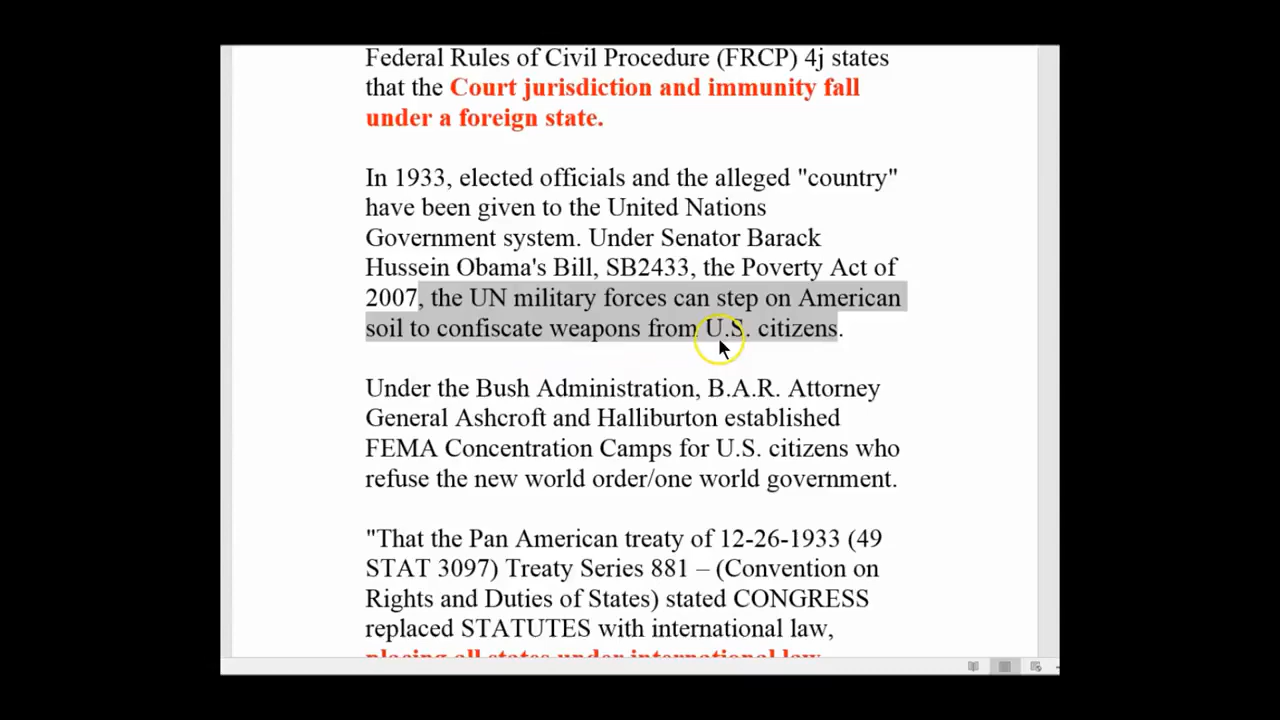 Federal Rules of Civil Procedure (FRCP) 4j states
that the Court jurisdiction and immunity fall
under a foreign state.
In 1933, elected officials and the alleged "country"
have been given to the United Nations
Government system. Under Senator Barack
Hussein Obama's Bill, SB2433, the Poverty Act of
2007, the UN military forces can step on American
soil to confiscate weapons from U.S. citizens.
Under the Bush Administration, B.A.R. Attorney
General Ashcroft and Halliburton established
FEMA Concentration Camps for U.S. citizens who
refuse the new world order/one world government.
"That the Pan American treaty of 12-26-1933 (49
STAT 3097) Treaty Series 881 – (Convention on
Rights and Duties of States) stated CONGRESS
replaced STATUTES with international law,
placing all states under international law